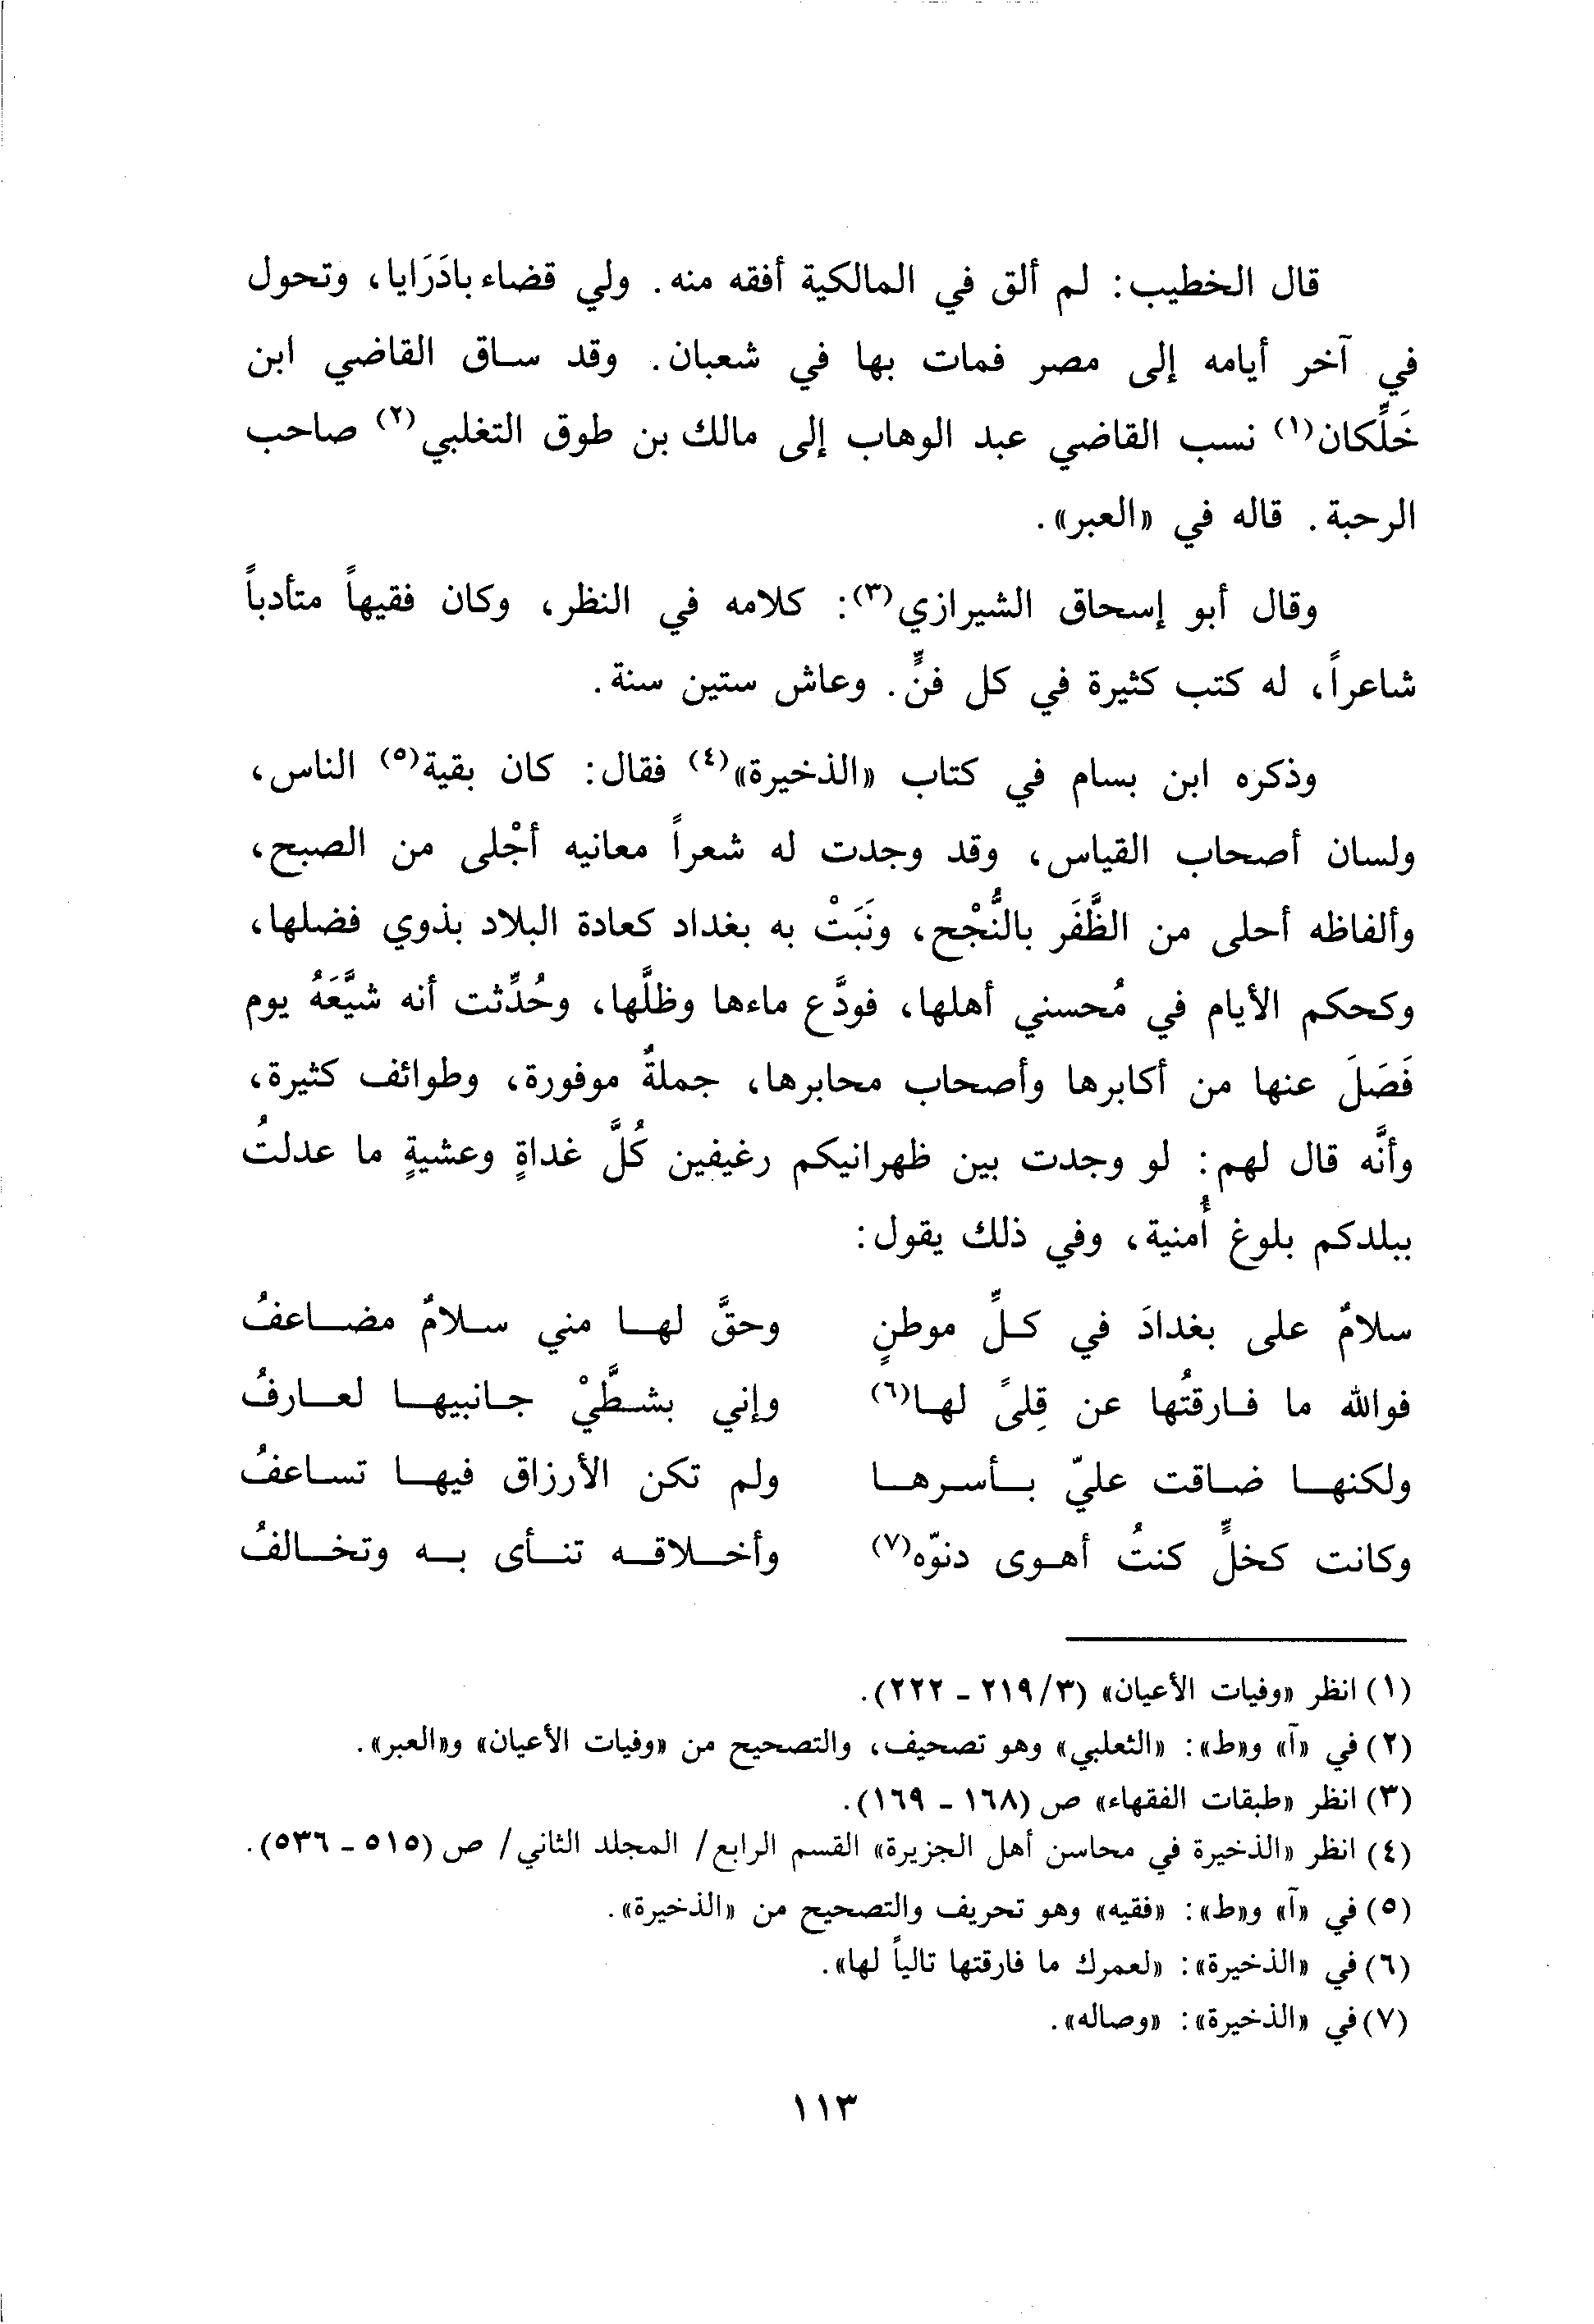 قال الخطيب: لم ألق في المالكية أفقه منه. ولي قضاء بادَرَايا، وتحول
في آخر أيامه إلى مصر فمات بها في شعبان. وقد ساق القاضي ابن
خَلِّكان(١) نسب القاضي عبد الوهاب إلى مالك بن طوق التغلبي(٢) صاحب
الرحبة. قاله في «العبر».
وقال أبو إسحاق الشيرازي(٣): كلامه في النظر، وكان فقيهاً متأدباً
شاعراً، له كتب كثيرة في كل فنٍّ. وعاش ستين سنة.
وذكره ابن بسام في كتاب «الذخيرة»(٤) فقال: كان بقية(٥) الناس،
ولسان أصحاب القياس، وقد وجدت له شعراً معانيه أجْلى من الصبح،
وألفاظه أحلى من الظَّفَر بالنُّجْح، ونَبَتْ به بغداد كعادة البلاد بذوي فضلها،
وكحكم الأيام في مُحسني أهلها، فودَّع ماءها وظلَّها، وحُدِّثت أنه شيَّعَهُ يوم
فَصَلَ عنها من أكابرها وأصحاب محابرها، جملةٌ موفورة، وطوائف كثيرة،
وأنَّه قال لهم: لو وجدت بين ظهرانيكم رغيفين كُلَّ غداةٍ وعشيةٍ ما عدلتُ
ببلدكم بلوغ أُمنية، وفي ذلك يقول:
سلامٌ على بغدادَ في كلِّ موطنٍ وحقَّ لها مني سلامٌ مضاعفُ
فوالله ما فارقتُها عن قِلىً لها(٦) وإني بشطَّيْ جانبيها لعارفُ
ولكنها ضاقت عليّ بأسرها ولم تكن الأرزاق فيها تساعفُ
وكانت كخلٍّ كنتُ أهوى دنوّه(٧) وأخلاقه تنأى به وتخالفُ
(١) انظر «وفيات الأعيان» (٢١٩/٣ - ٢٢٢).
(٢) في «آ» و«ط»: «الثعلبي» وهو تصحيف، والتصحيح من «وفيات الأعيان» و«العبر».
(٣) انظر «طبقات الفقهاء» ص (١٦٨ - ١٦٩).
(٤) انظر «الذخيرة في محاسن أهل الجزيرة» القسم الرابع/ المجلد الثاني/ ص (٥١٥ - ٥٣٦).
(٥) في «آ» و«ط»: «فقيه» وهو تحريف والتصحيح من «الذخيرة».
(٦) في «الذخيرة»: «لعمرك ما فارقتها تالياً لها».
(٧) في «الذخيرة»: «وصاله».
١١٣